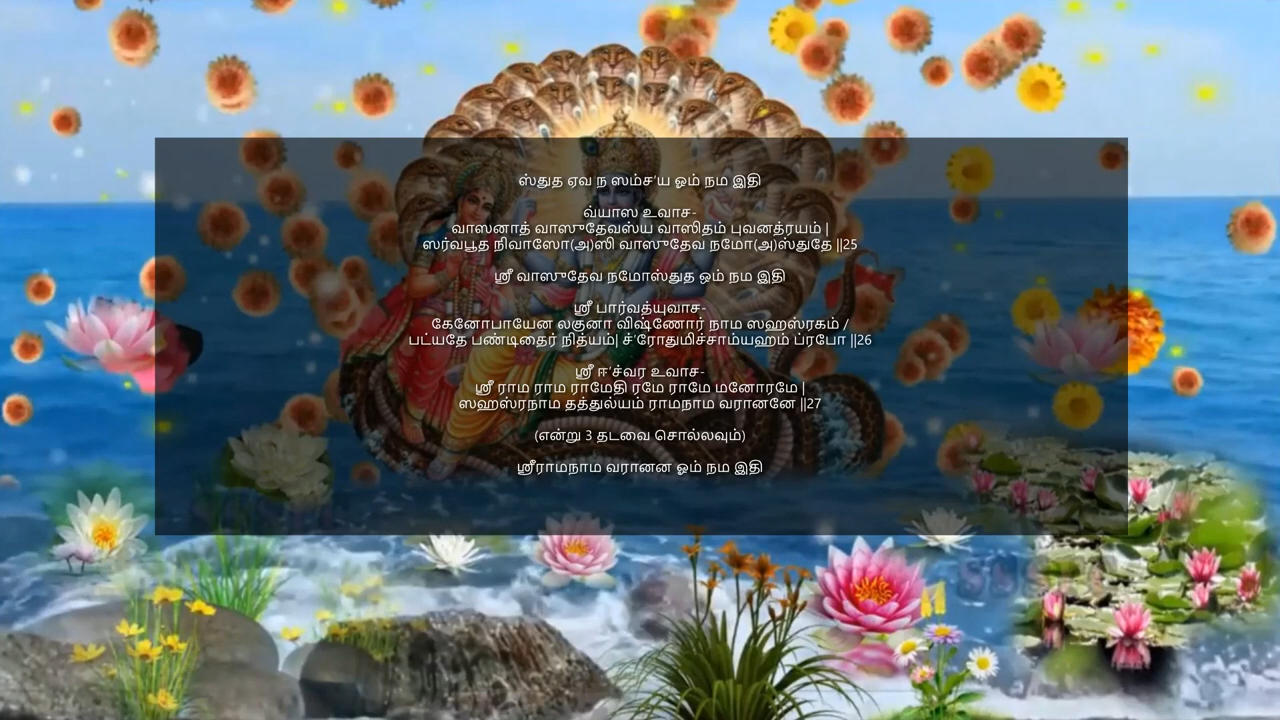 ஸ்துத ஏவ ந ஸம்ச'ய ஓம் நம இதி
வ்யாஸ உவாச-
வாஸனாத் வாஸுதேவஸ்ய வாஸிதம் புவனத்ரயம் |
ஸர்வபூத நிவாஸோ(அ)ஸி வாஸுதேவ நமோ(அ)ஸ்துதே ||25
ஸ்ரீ வாஸுதேவ நமோஸ்துத ஒம் நம இதி
ஸ்ரீ பார்வத்யுவாச-
கேனோபாயேன லகுனா விஷ்ணோர் நாம ஸஹஸ்ரகம் /
பட்யதே பண்டிதைர் நித்யம்| ச்'ரோதுமிச்சாம்யஹம் ப்ரபோ ||26
ஸ்ரீ ஈ'ச்வர உவாச-
ஸ்ரீ ராம ராம ராமேதி ரமே ராமே மனோரமே |
ஸஹஸ்ரநாம தத்துல்யம் ராமநாம வரானனே ||27
(என்று 3 தடவை சொல்லவும்)
ஸ்ரீராமநாம வரானன ஓம் நம இதி